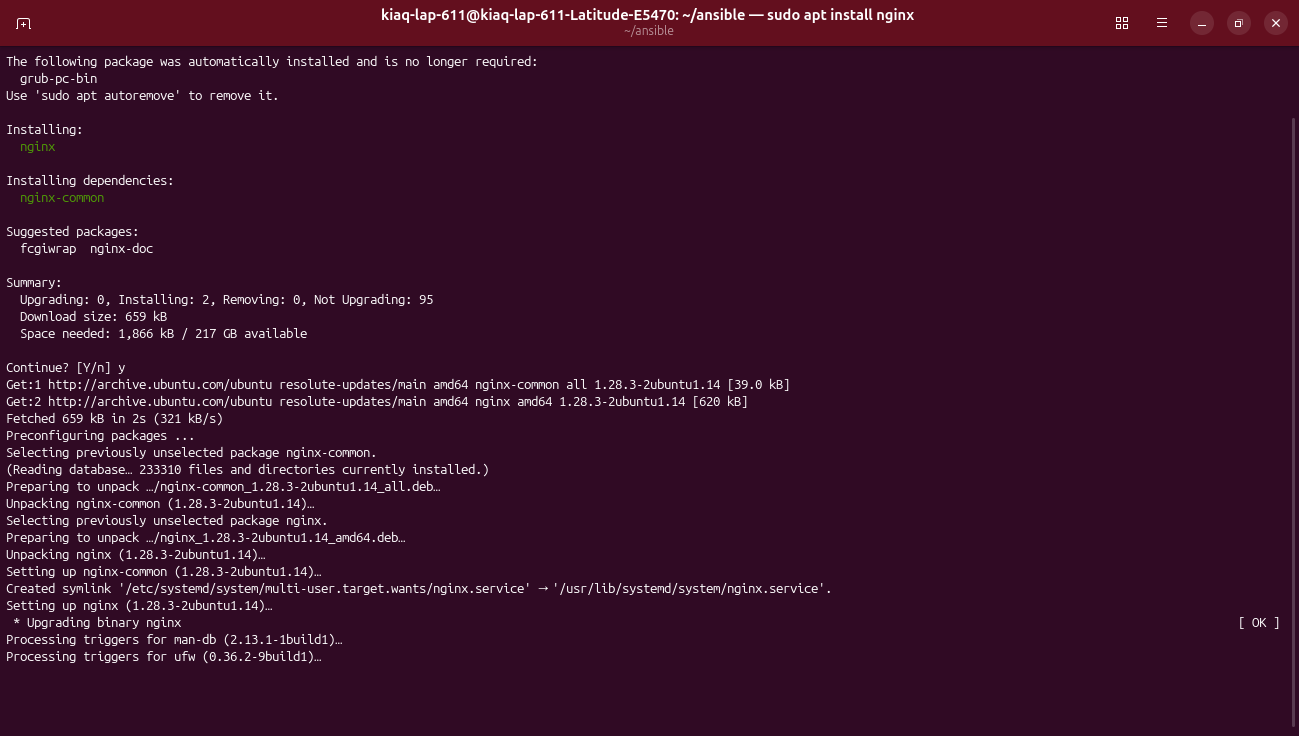 kiaq-lap-611@kiaq-lap-611-Latitude-E5470: ~/ansible — sudo apt install nginx
~/ansible
The following package was automatically installed and is no longer required:
  grub-pc-bin
Use 'sudo apt autoremove' to remove it.

Installing:
  nginx

Installing dependencies:
  nginx-common

Suggested packages:
  fcgiwrap  nginx-doc

Summary:
  Upgrading: 0, Installing: 2, Removing: 0, Not Upgrading: 95
  Download size: 659 kB
  Space needed: 1,866 kB / 217 GB available

Continue? [Y/n] y
Get:1 http://archive.ubuntu.com/ubuntu resolute-updates/main amd64 nginx-common all 1.28.3-2ubuntu1.14 [39.0 kB]
Get:2 http://archive.ubuntu.com/ubuntu resolute-updates/main amd64 nginx amd64 1.28.3-2ubuntu1.14 [620 kB]
Fetched 659 kB in 2s (321 kB/s)
Preconfiguring packages ...
Selecting previously unselected package nginx-common.
(Reading database… 233310 files and directories currently installed.)
Preparing to unpack …/nginx-common_1.28.3-2ubuntu1.14_all.deb…
Unpacking nginx-common (1.28.3-2ubuntu1.14)…
Selecting previously unselected package nginx.
Preparing to unpack …/nginx_1.28.3-2ubuntu1.14_amd64.deb…
Unpacking nginx (1.28.3-2ubuntu1.14)…
Setting up nginx-common (1.28.3-2ubuntu1.14)…
Created symlink '/etc/systemd/system/multi-user.target.wants/nginx.service' → '/usr/lib/systemd/system/nginx.service'.
Setting up nginx (1.28.3-2ubuntu1.14)…
 * Upgrading binary nginx [ OK ]
Processing triggers for man-db (2.13.1-1build1)…
Processing triggers for ufw (0.36.2-9build1)…